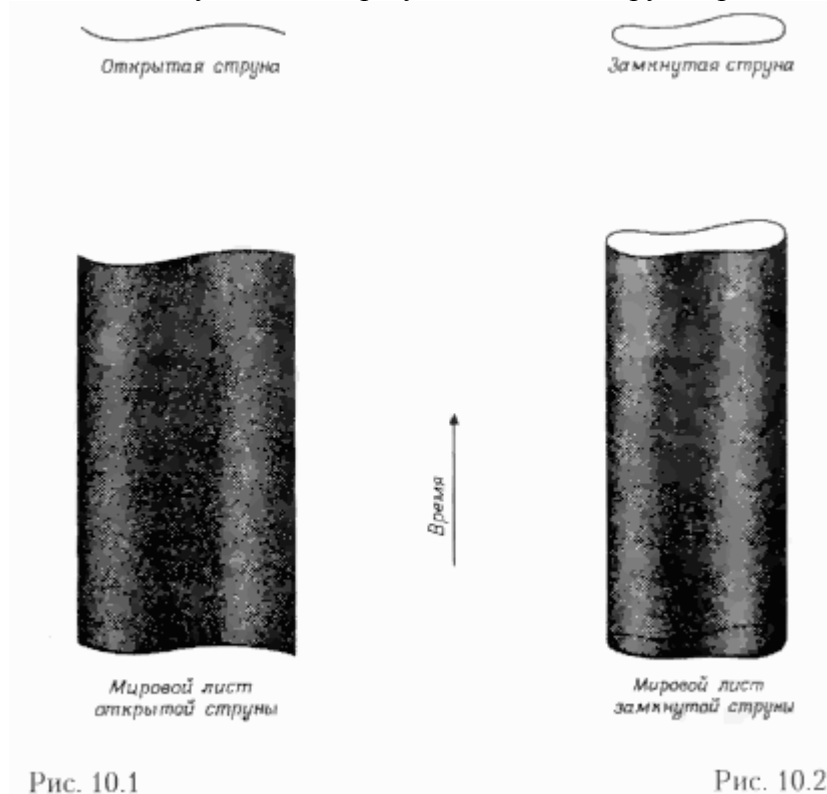 Открытая струна
Замкнутая струна
Время
Мировой лист
открытой струны
Мировой лист
замкнутой струны
Рис. 10.1
Рис. 10.2